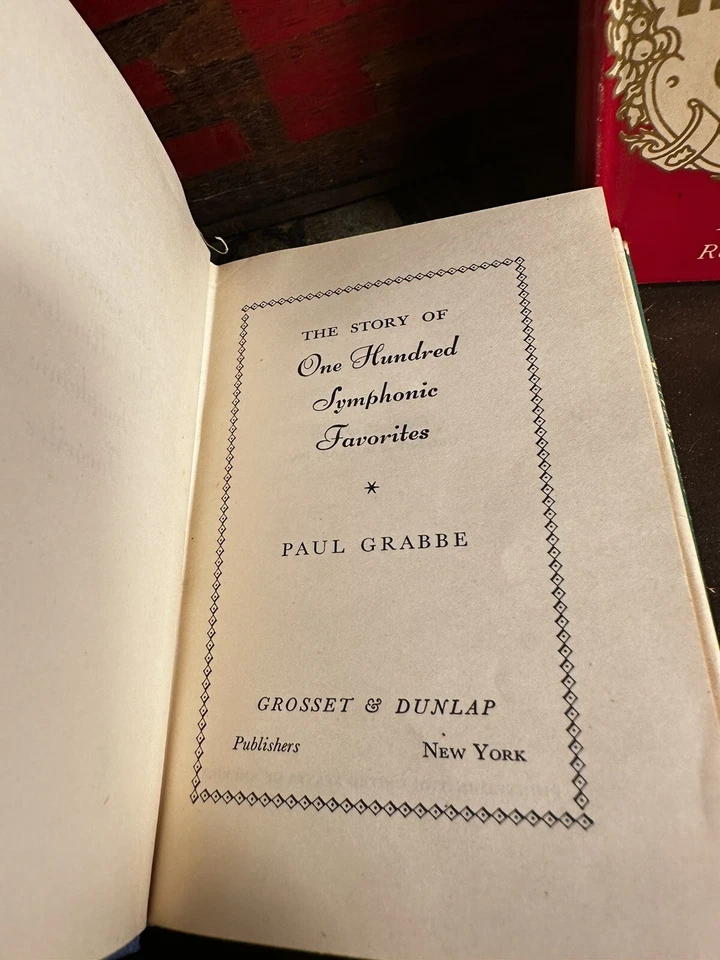 THE STORY OF
One Hundred
Symphonic
Favorites
*
PAUL GRABBE
GROSSET & DUNLAP
Publishers
NEW YORK